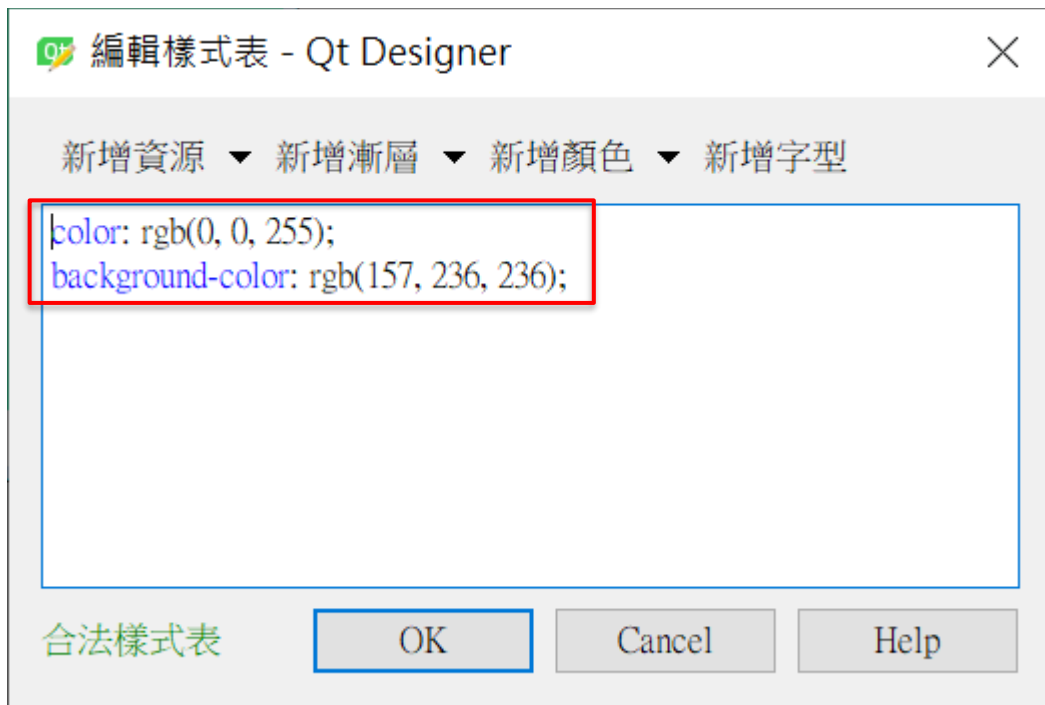 編輯樣式表 - Qt Designer
新增資源 新增漸層 新增顏色 新增字型
color: rgb(0, 0, 255);
background-color: rgb(157, 236, 236);
合法樣式表 OK Cancel Help